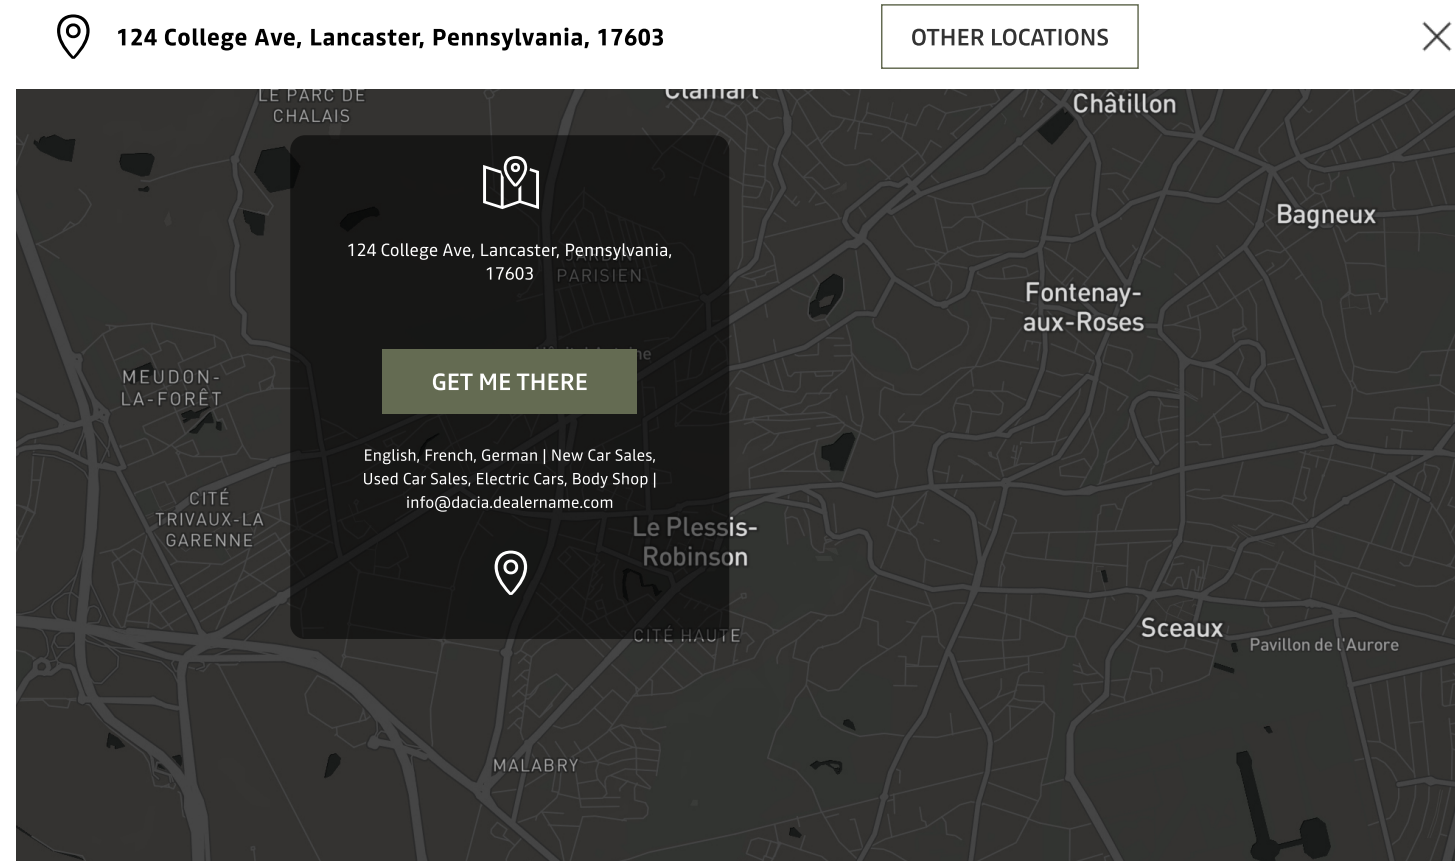 124 College Ave, Lancaster, Pennsylvania, 17603
OTHER LOCATIONS
LE PARC DE
CHALAIS
Clamart
Châtillon
Bagneux
124 College Ave, Lancaster, Pennsylvania,
17603
JARDIN
PARISIEN
Fontenay-
aux-Roses
MEUDON-
LA-FORÊT
GET ME THERE
English, French, German | New Car Sales,
Used Car Sales, Electric Cars, Body Shop |
info@dacia.dealername.com
CITÉ
TRIVAUX-LA
GARENNE
Le Plessis-
Robinson
CITÉ HAUTE
Sceaux
Pavillon de l'Aurore
MALABRY